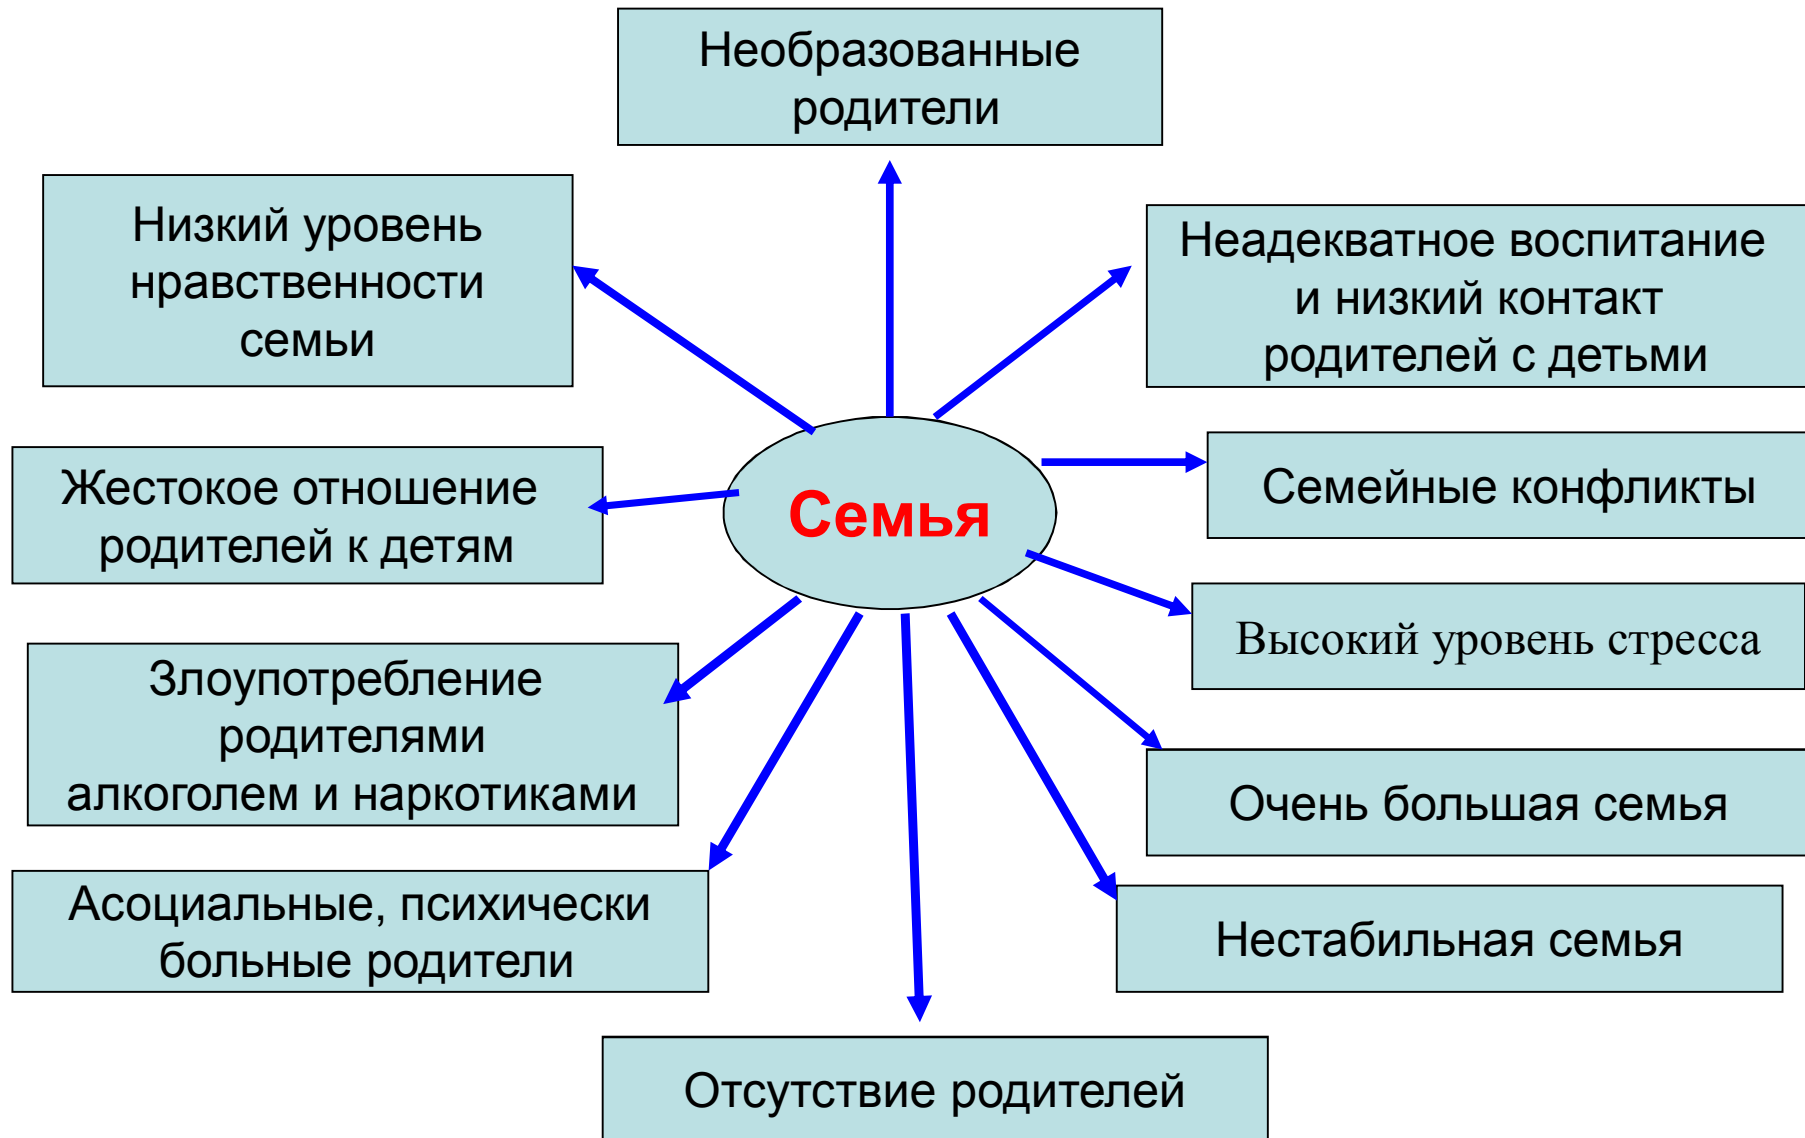 Необразованные
родители
Низкий уровень
нравственности
семьи
Неадекватное воспитание
и низкий контакт
родителей с детьми
Жестокое отношение
родителей к детям
Семья
Семейные конфликты
Высокий уровень стресса
Злоупотребление
родителями
алкоголем и наркотиками
Очень большая семья
Асоциальные, психически
больные родители
Нестабильная семья
Отсутствие родителей